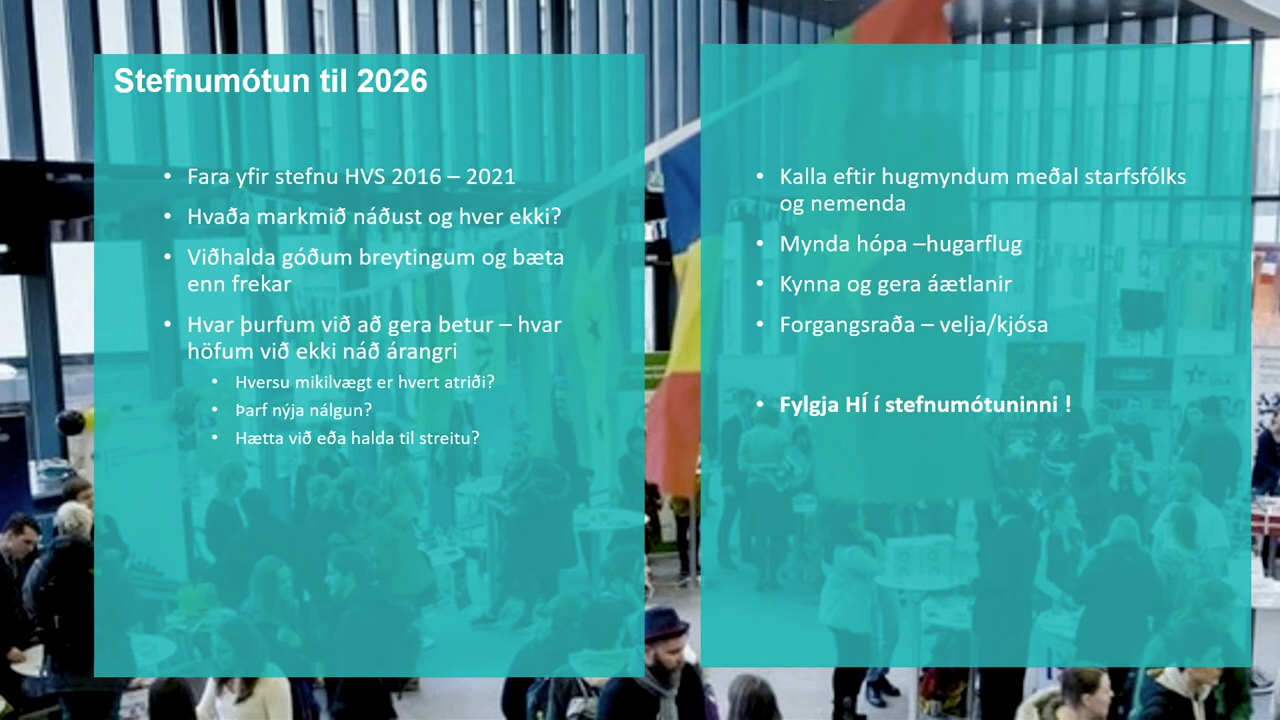 Stefnumótun til 2026
• Fara yfir stefnu HVS 2016 – 2021
• Hvaða markmið náðust og hver ekki?
• Viðhalda góðum breytingum og bæta
enn frekar
• Hvar þurfum við að gera betur – hvar
höfum við ekki náð árangri
• Hversu mikilvægt er hvert atriði?
• Þarf nýja nálgun?
• Hætta við eða halda til streitu?
• Kalla eftir hugmyndum meðal starfsfólks
og nemenda
• Mynda hópa –hugarflug
• Kynna og gera áætlanir
• Forgangsraða – velja/kjósa
• Fylgja HÍ í stefnumótuninni !